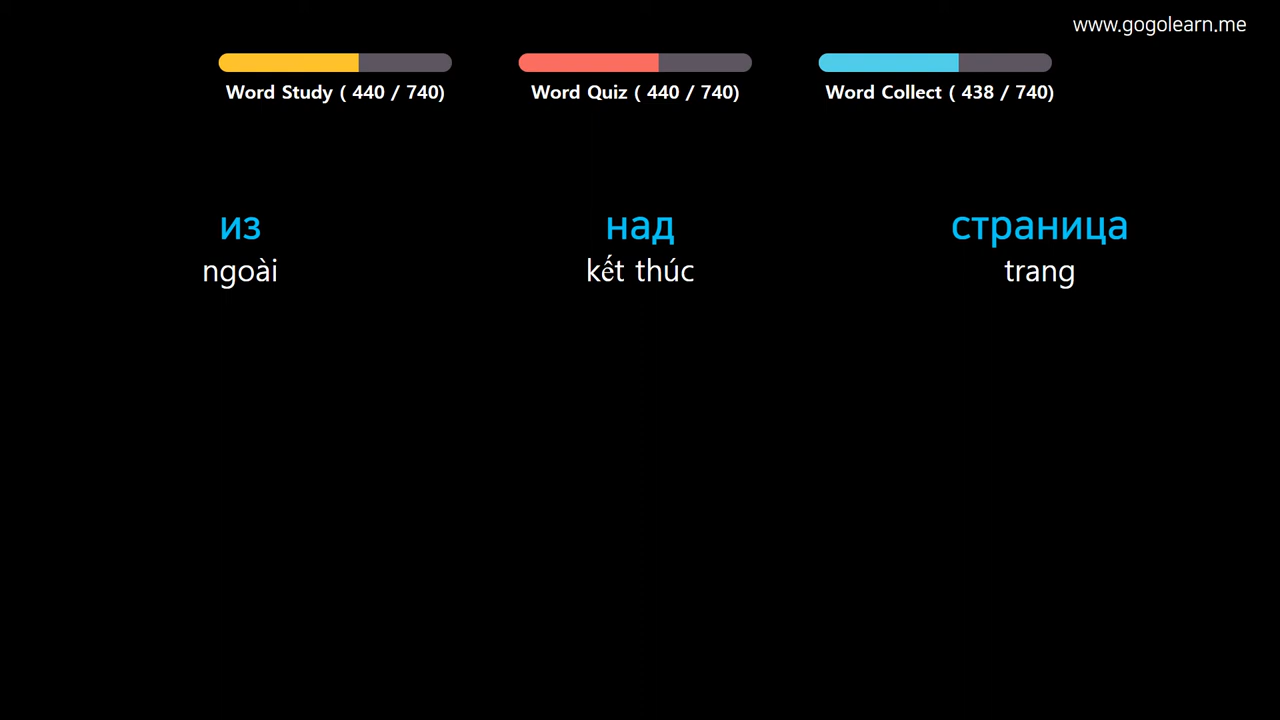 www.gogolearn.me
Word Study ( 440 / 740)
Word Quiz ( 440 / 740)
Word Collect ( 438 / 740)
из
ngoài
над
kết thúc
страница
trang